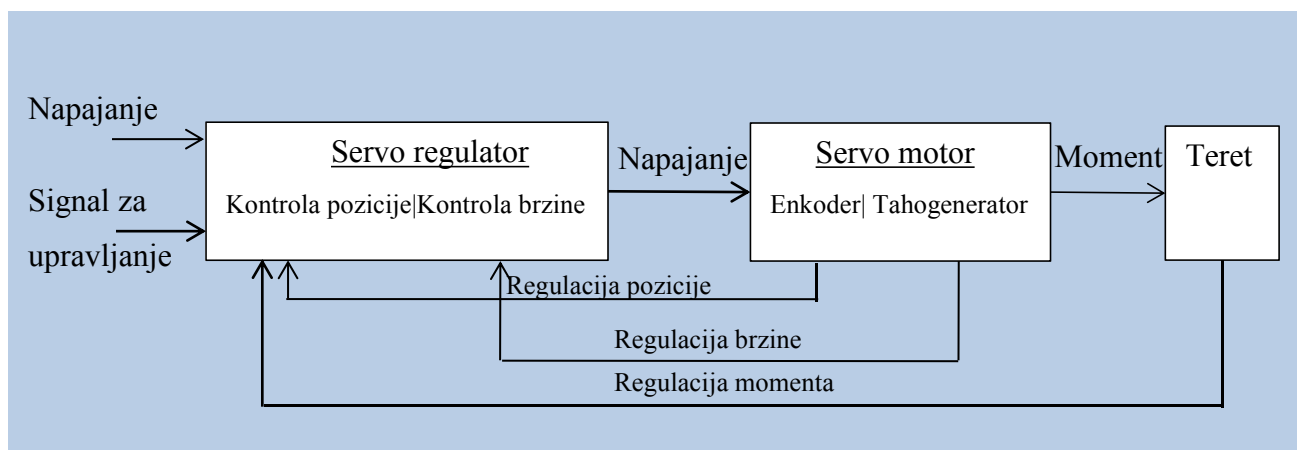 Napajanje
Signal za
upravljanje
Servo regulator
Kontrola pozicije|Kontrola brzine
Napajanje
Servo motor
Enkoder| Tahogenerator
Moment
Teret
Regulacija pozicije
Regulacija brzine
Regulacija momenta